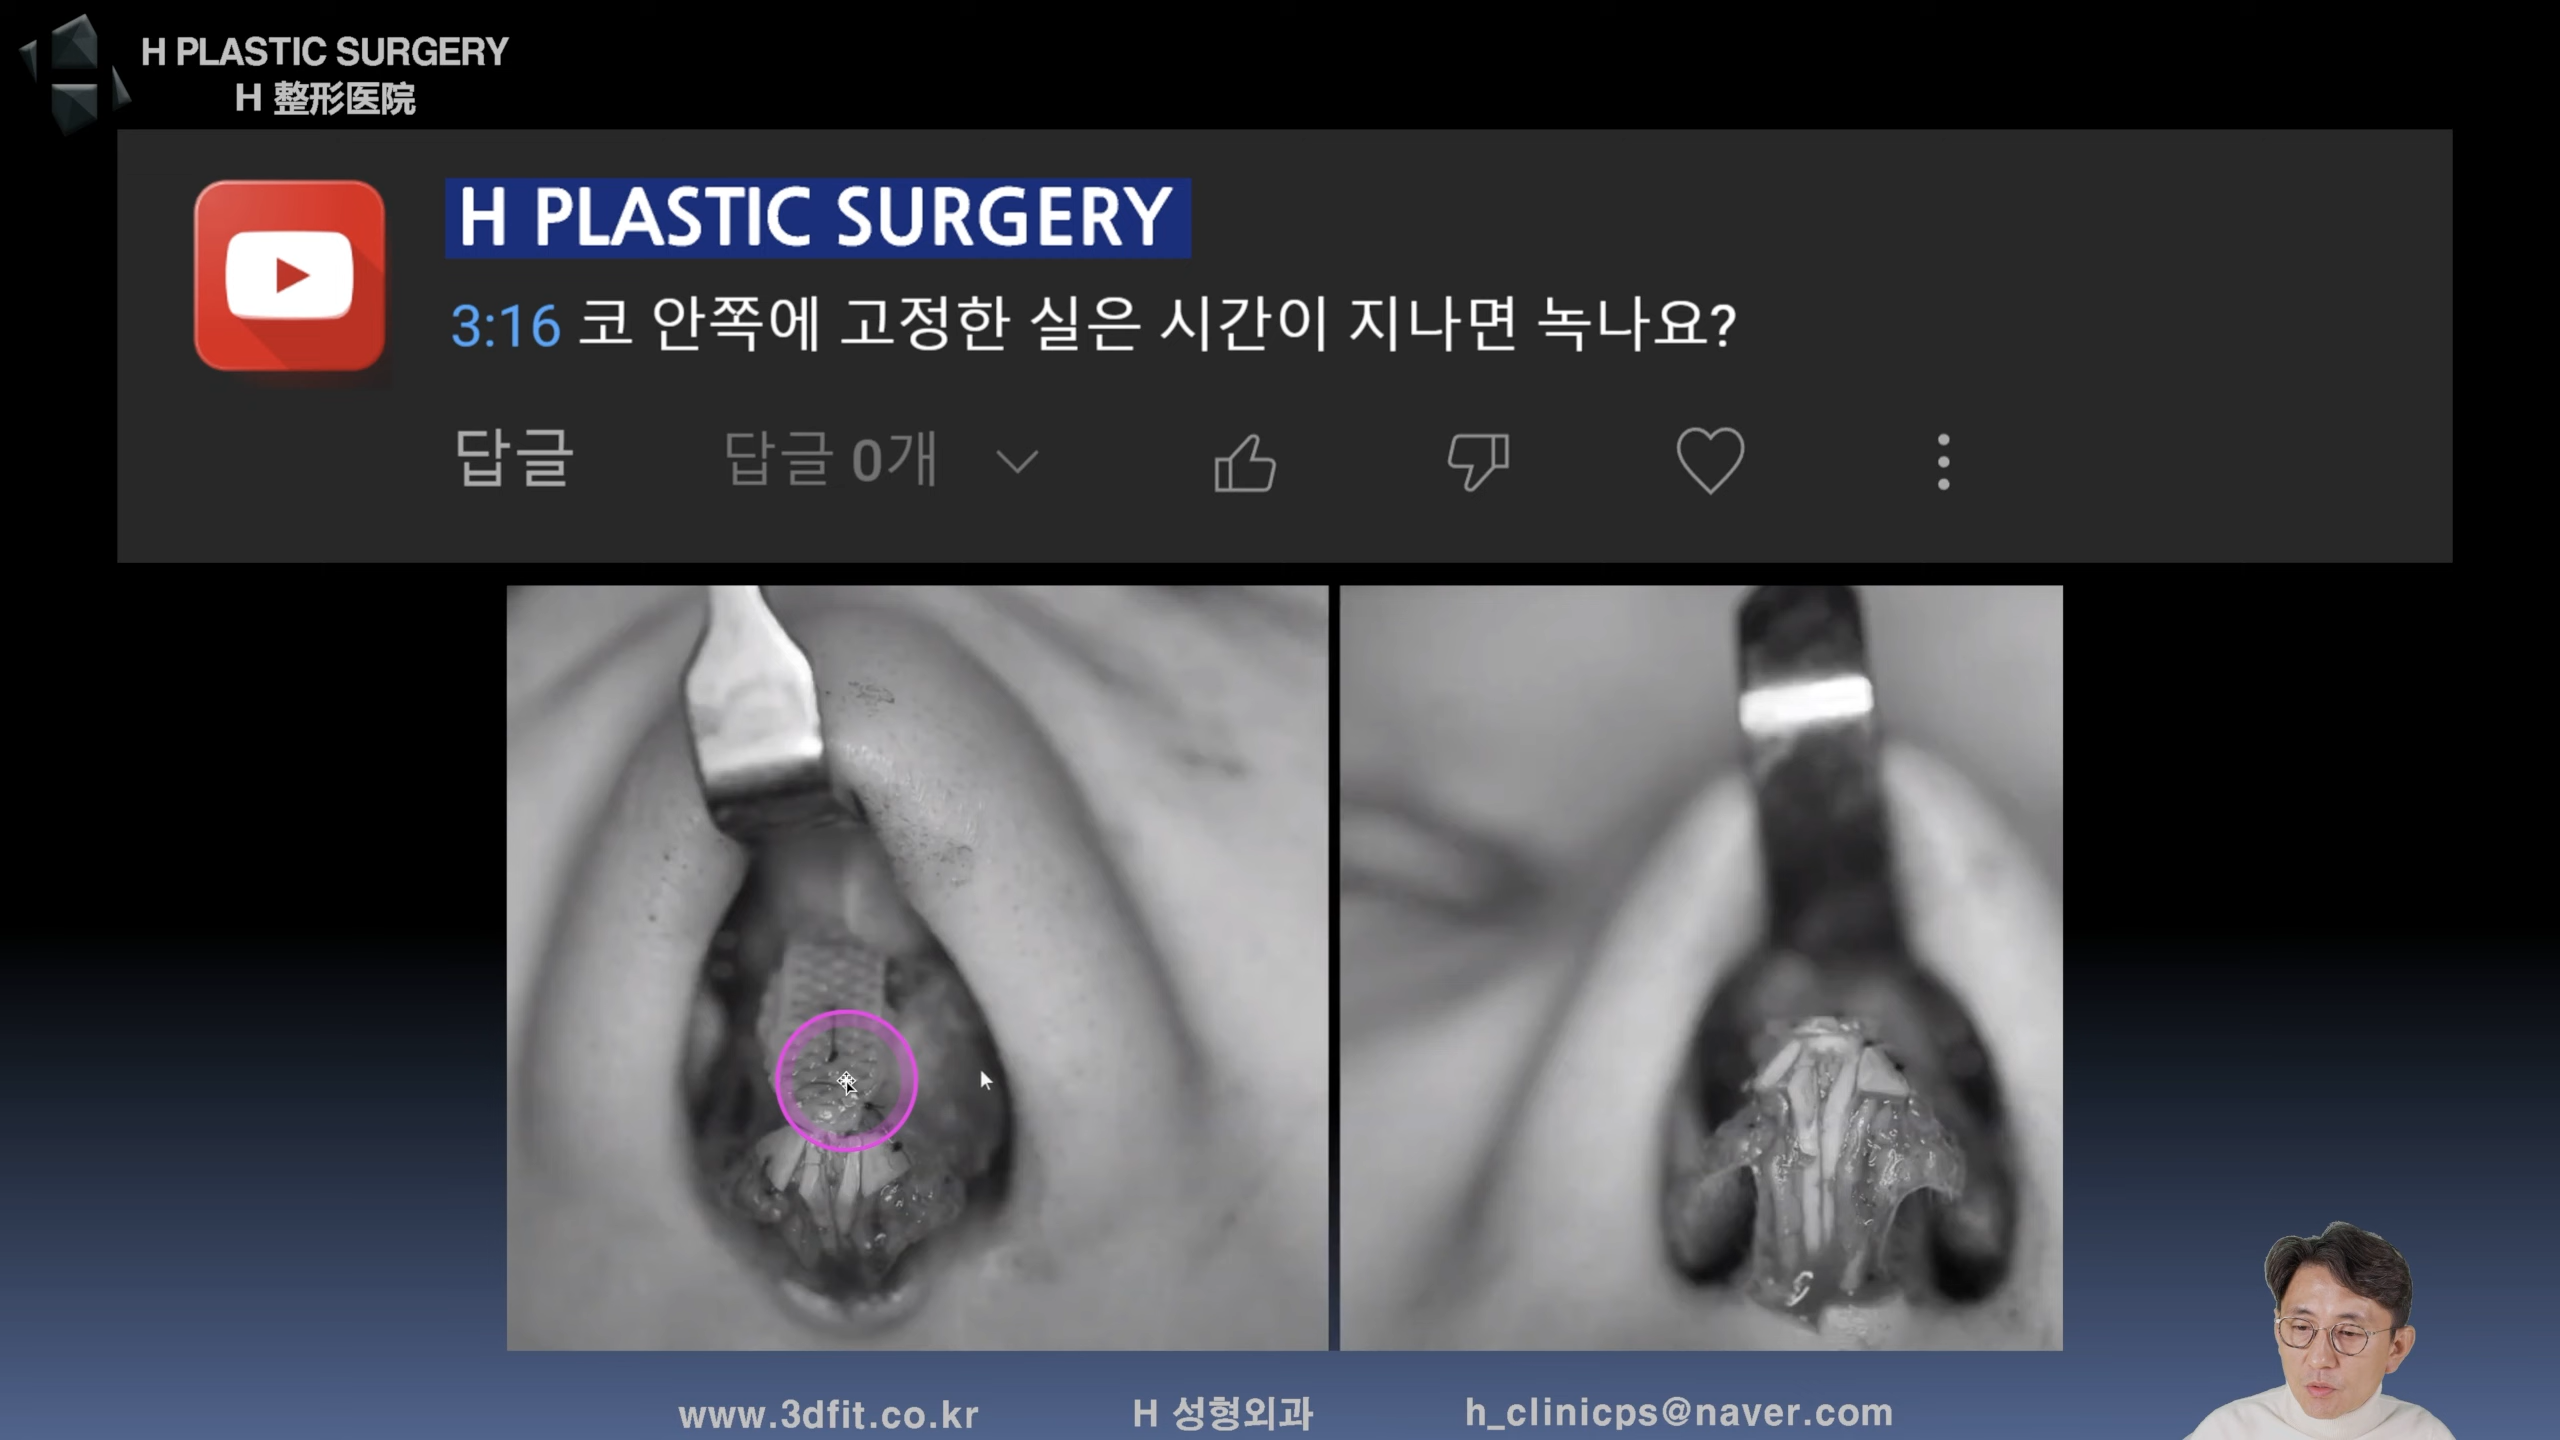 H PLASTIC SURGERY
H 整形医院
H PLASTIC SURGERY
3:16 코 안쪽에 고정한 실은 시간이 지나면 녹나요?
답글 답글 0개
www.3dfit.co.kr H 성형외과 h_clinicps@naver.com